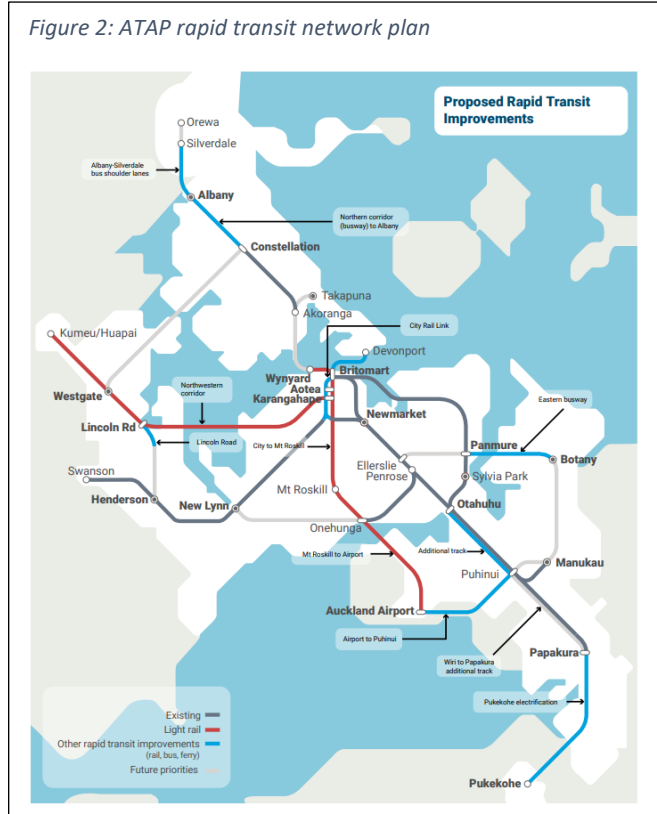 Figure 2: ATAP rapid transit network plan
Proposed Rapid Transit
Improvements
Orewa
Silverdale
Albany-Silverdale
bus shoulder lanes
Albany
Northern corridor
(busway) to Albany
Constellation
Takapuna
Akoranga
City Rail Link
Kumeu/Huapai
Devonport
Wynyard
Britomart
Aotea
Karangahape
Westgate
Northwestern
corridor
Newmarket
Eastern busway
Lincoln Rd
Lincoln Road
City to Mt Roskill
Panmure
Ellerslie
Botany
Swanson
Penrose
Sylvia Park
Henderson
New Lynn
Mt Roskill
Otahuhu
Onehunga
Mt Roskill to Airport
Additional track
Manukau
Puhinui
Auckland Airport
Airport to Puhinui
Wiri to Papakura
additional track
Papakura
Pukekohe electrification
Existing
Light rail
Other rapid transit improvements
(rail, bus, ferry)
Future priorities
Pukekohe